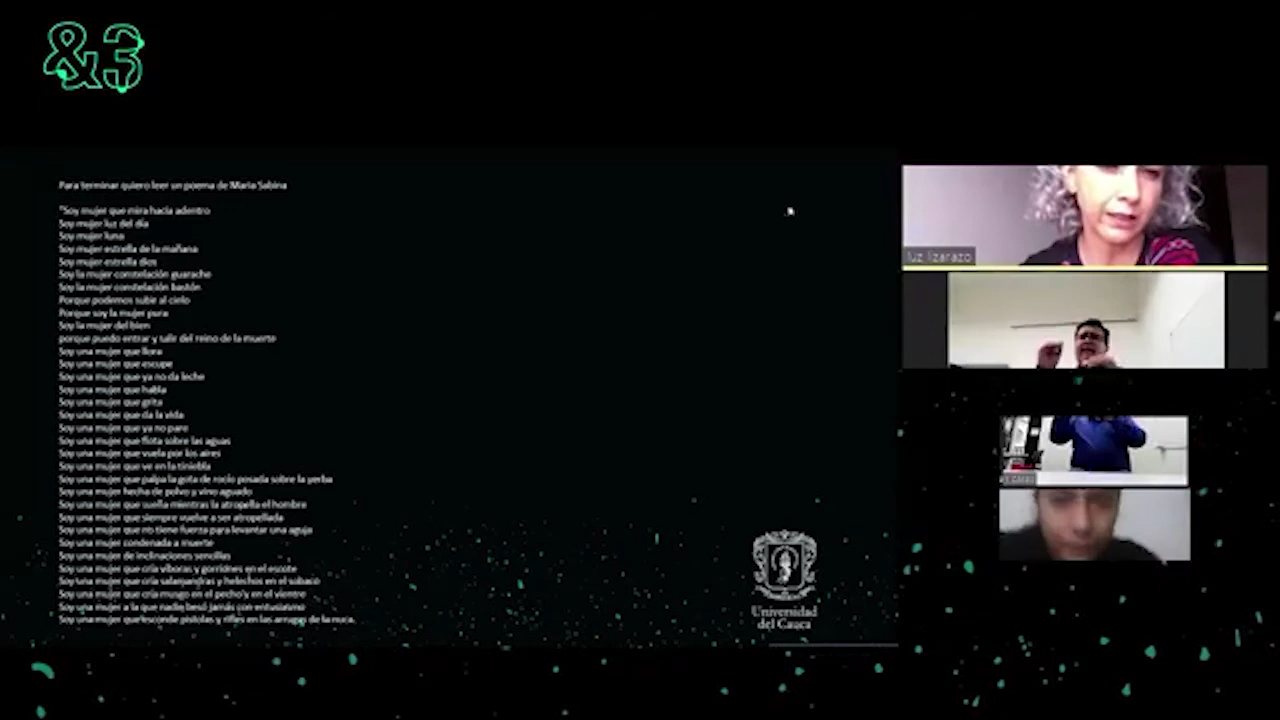 &3
Para terminar quiero leer un poema de Maria Sabina
"Soy mujer que mira hacia adentro
Soy mujer luz del día
Soy mujer luna
Soy mujer estrella de la mañana
Soy mujer estrella dios
Soy la mujer constelación guarache
Soy la mujer constelación bastón
Porque podemos subir al cielo
Porque soy la mujer pura
Soy la mujer del bien
porque puedo entrar y salir del reino de la muerte
Soy una mujer que llora
Soy una mujer que escupe
Soy una mujer que ya no da leche
Soy una mujer que habla
Soy una mujer que grita
Soy una mujer que da la vida
Soy una mujer que ya no pare
Soy una mujer que flota sobre las aguas
Soy una mujer que vuela por los aires
Soy una mujer que ve en la tiniebla
Soy una mujer que palpa la gota de rocío posada sobre la yerba
Soy una mujer hecha de polvo y vino aguado
Soy una mujer que sueña mientras la atropella el hombre
Soy una mujer que siempre vuelve a ser atropellada
Soy una mujer que no tiene fuerza para levantar una aguja
Soy una mujer condenada a muerte
Soy una mujer de inclinaciones sencillas
Soy una mujer que cría víboras y gorriones en el escote
Soy una mujer que cría salamandras y helechos en el sobaco
Soy una mujer que cría musgo en el pecho y en el vientre
Soy una mujer a la que nadie besó jamás con entusiasmo
Soy una mujer que esconde pistolas y rifles en las arrugas de la nuca.
Universidad
del Cauca
luz lizarazo